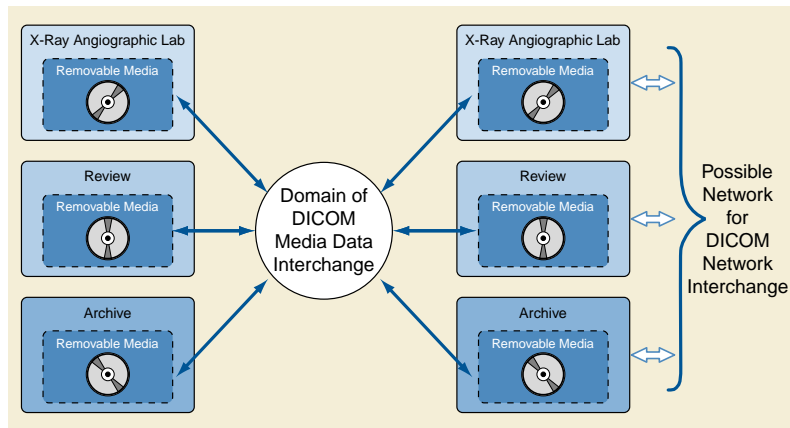 X-Ray Angiographic Lab
Removable Media
Review
Removable Media
Archive
Removable Media
Domain of
DICOM
Media Data
Interchange
X-Ray Angiographic Lab
Removable Media
Review
Removable Media
Archive
Removable Media
Possible
Network
for
DICOM
Network
Interchange